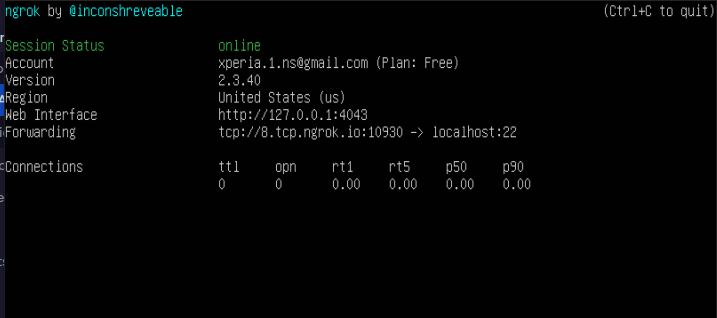 ngrok by @inconshreveable (Ctrl+C to quit)
Session Status online
Account xperia.1.ns@gmail.com (Plan: Free)
Version 2.3.40
Region United States (us)
Web Interface http://127.0.0.1:4043
Forwarding tcp://8.tcp.ngrok.io:10930 -> localhost:22
Connections ttl opn rt1 rt5 p50 p90
0 0 0.00 0.00 0.00 0.00